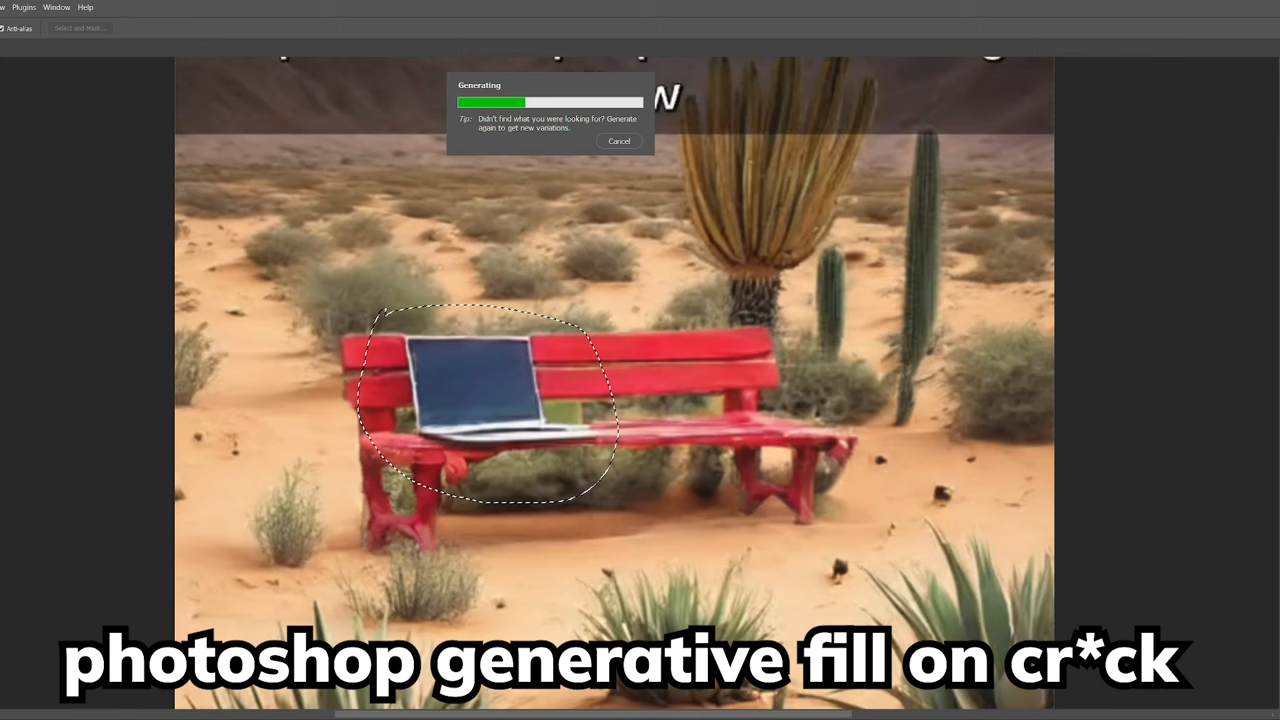 Plugins Window Help
Anti-alias Select and Mask...
Generating
Tip: Didn't find what you were looking for? Generate
again to get new variations.
Cancel
photoshop generative fill on cr*ck